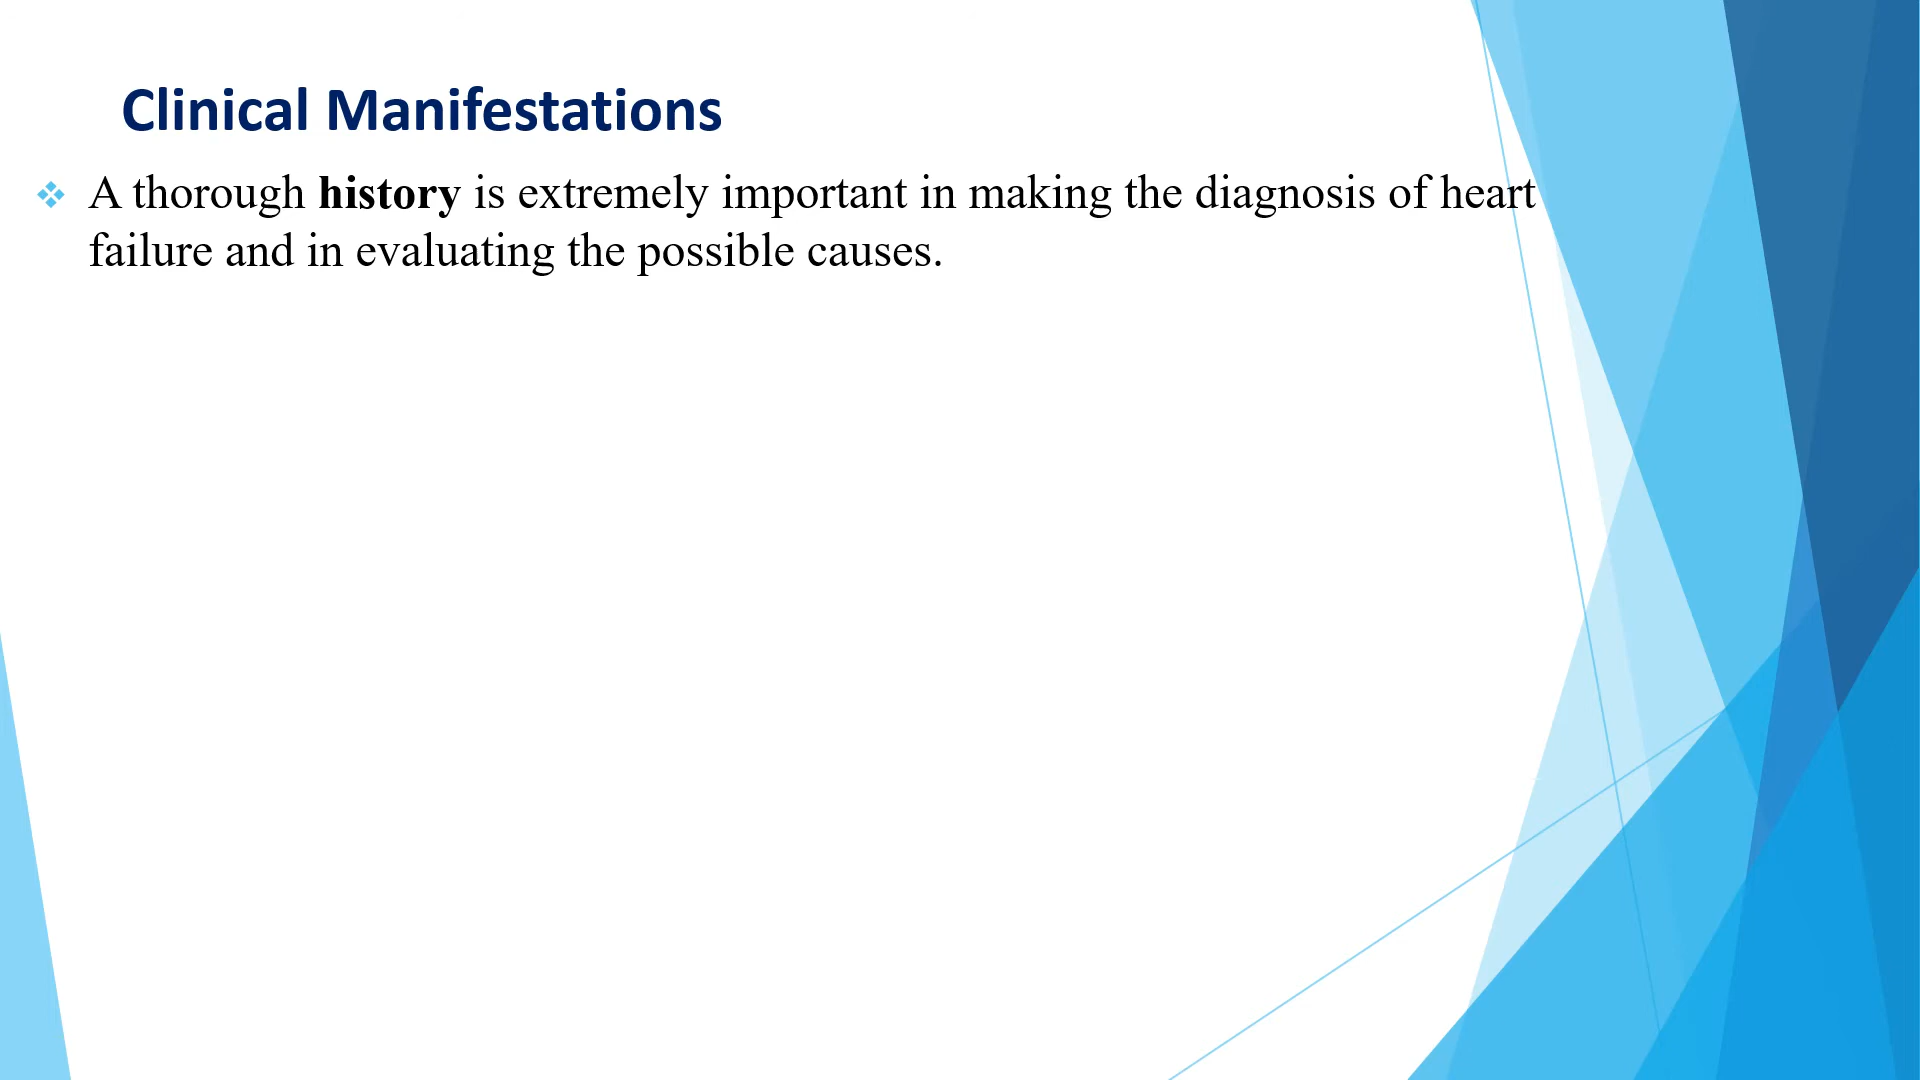 Clinical Manifestations
❖ A thorough history is extremely important in making the diagnosis of heart
failure and in evaluating the possible causes.